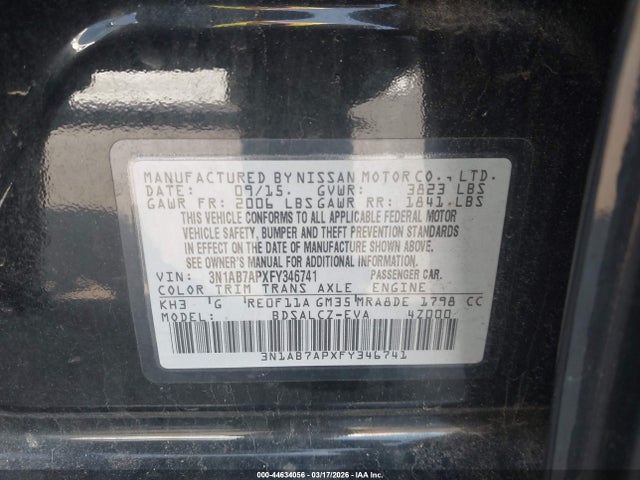 MANUFACTURED BY NISSAN MOTOR CO., LTD.
DATE: 09/15. GVWR: 3823 LBS
GAWR FR: 2006 LBS GAWR RR: 1841.LBS
THIS VEHICLE CONFORMS TO ALL APPLICABLE FEDERAL MOTOR
VEHICLE SAFETY, BUMPER AND THEFT PREVENTION STANDARDS
IN EFFECT ON THE DATE OF MANUFACTURE SHOWN ABOVE.
SEE OWNER'S MANUAL FOR ADDITIONAL INFORMATION.
VIN: 3N1AB7APXFY346741 PASSENGER CAR.
COLOR TRIM TRANS AXLE ENGINE
KH3 G RE0F11A GM35 MRA8DE 1798 CC
MODEL: BDSALCZ-EVA 47000
3N1AB7APXFY346741
000-44634056 - 03/17/2026 - IAA Inc.